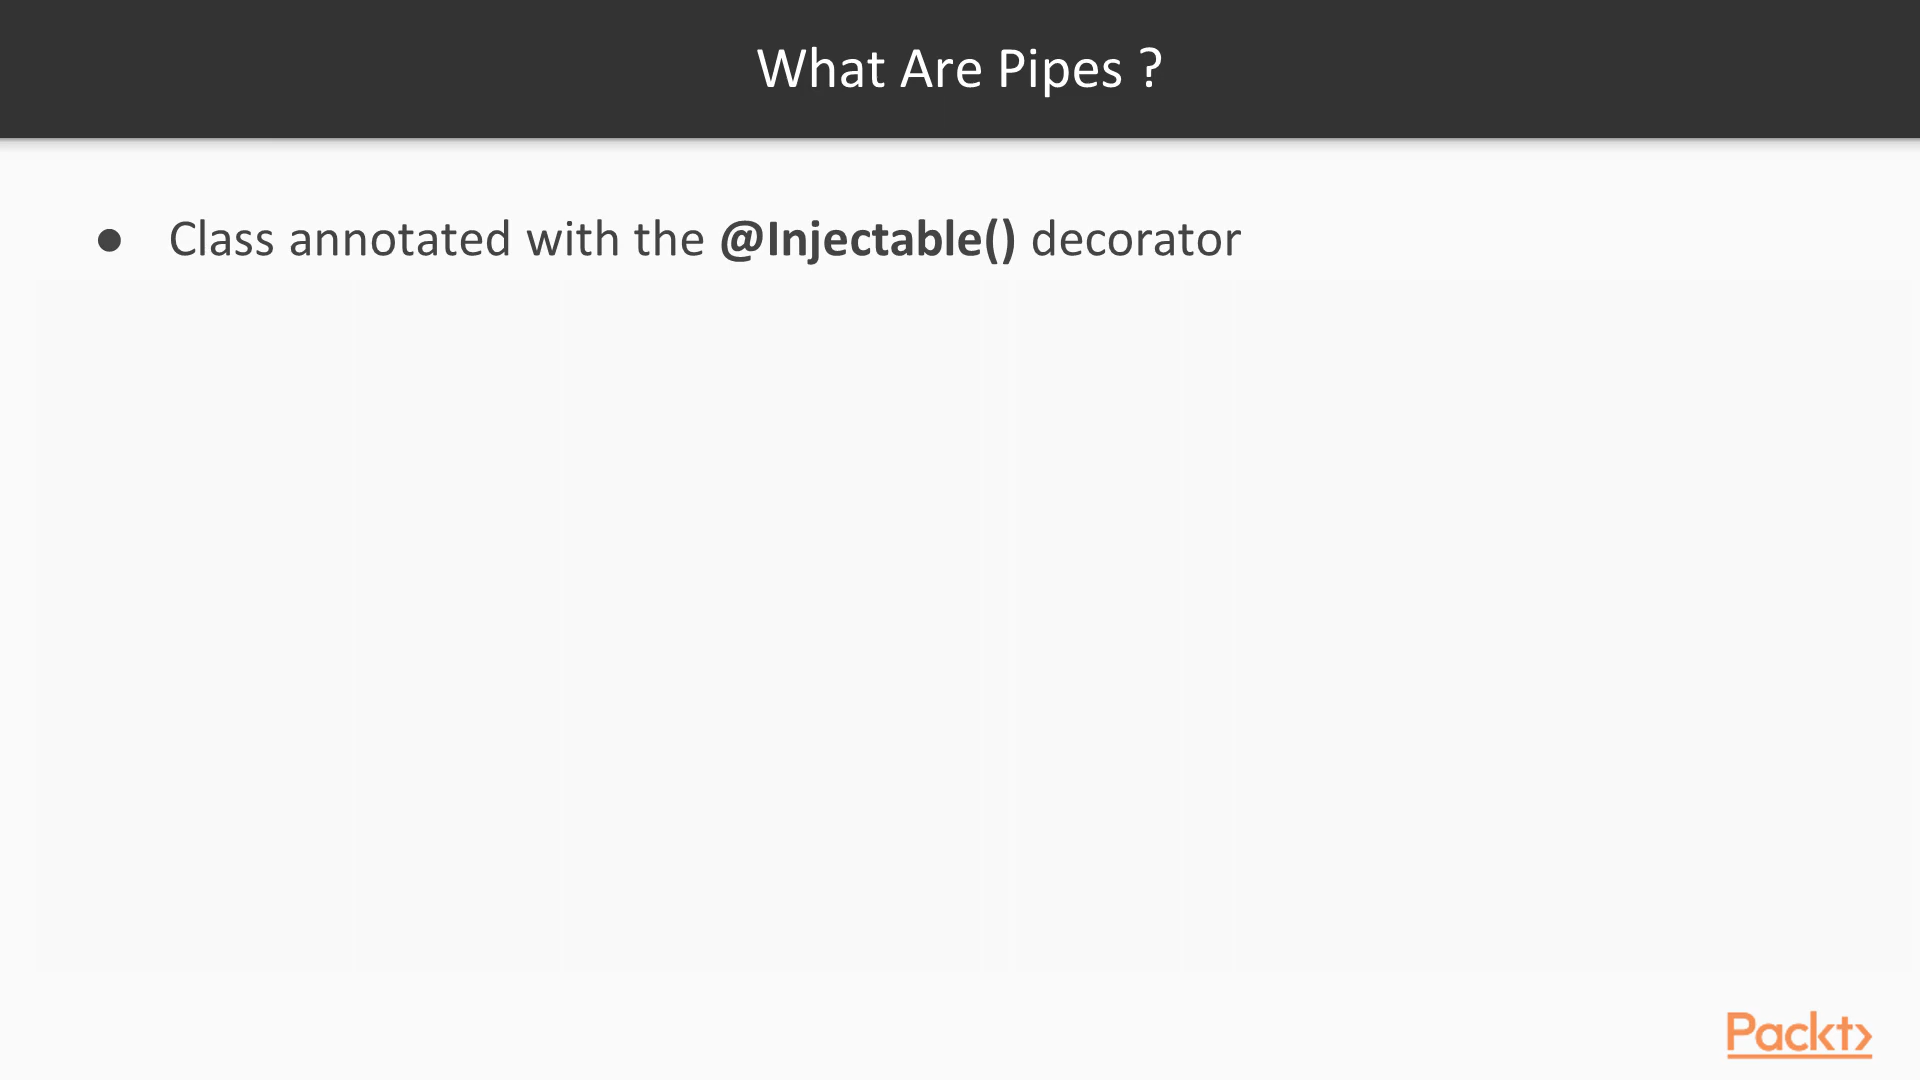 What Are Pipes ?
● Class annotated with the @Injectable() decorator
Packt>